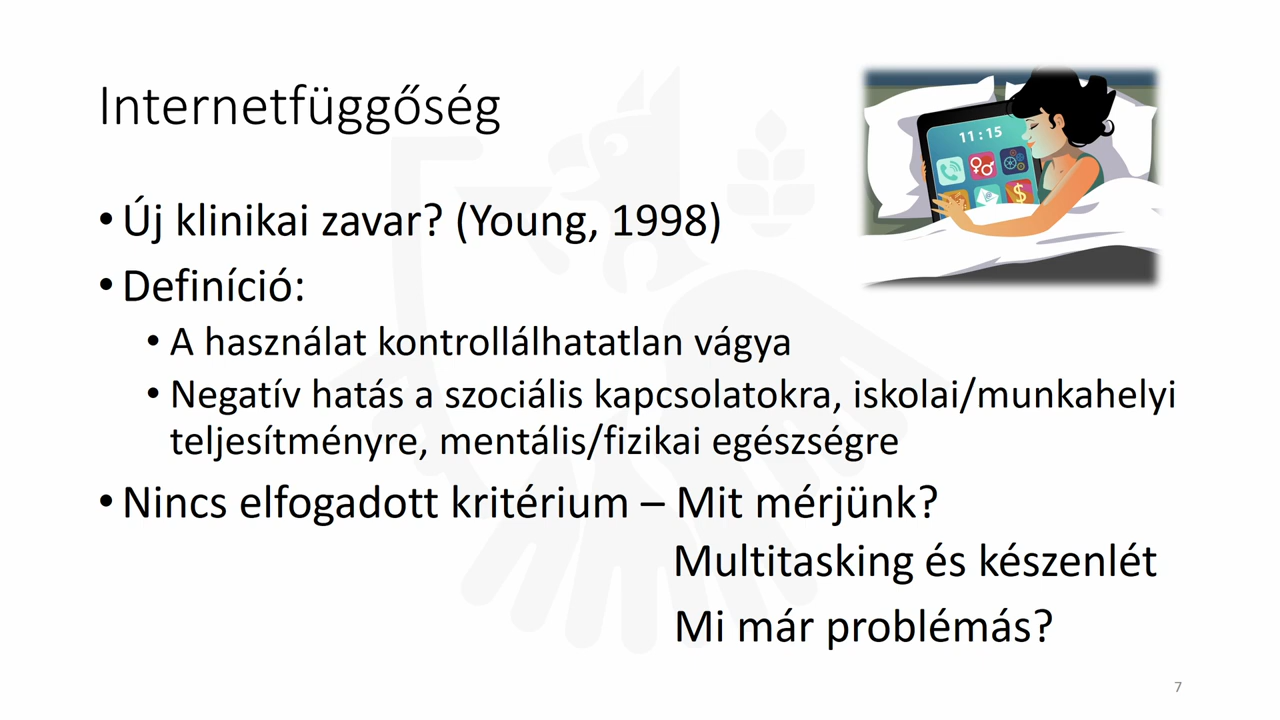 Internetfüggőség
11:15
• Új klinikai zavar? (Young, 1998)
• Definíció:
• A használat kontrollálhatatlan vágya
• Negatív hatás a szociális kapcsolatokra, iskolai/munkahelyi
teljesítményre, mentális/fizikai egészségre
• Nincs elfogadott kritérium – Mit mérjünk?
Multitasking és készenlét
Mi már problémás?
7